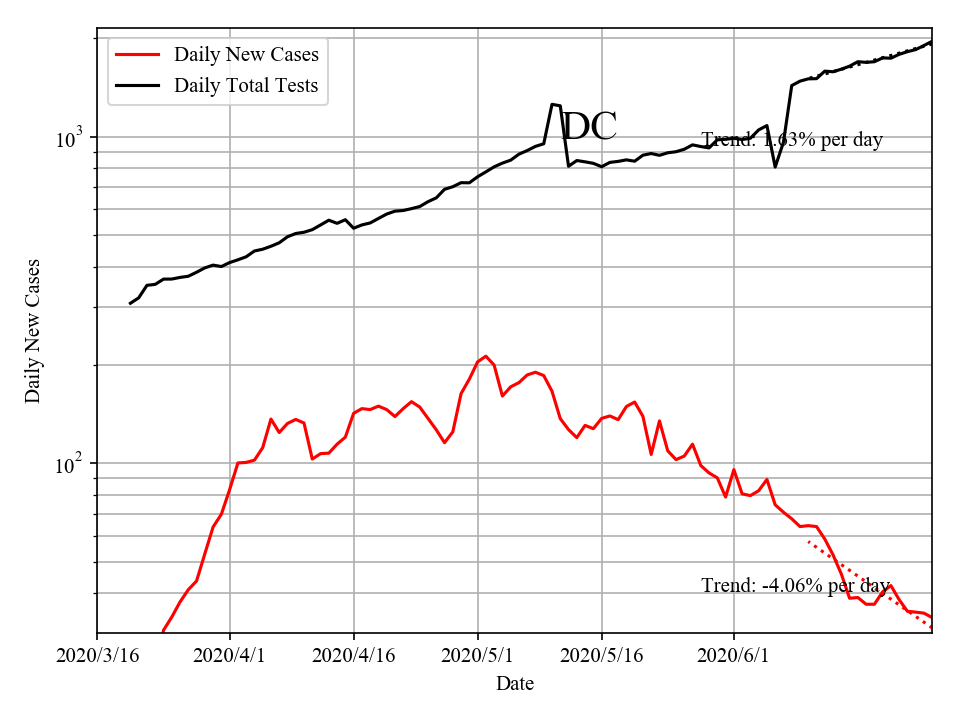 Daily New Cases
Daily Total Tests
DC
10^3
Trend: 1.63% per day
Daily New Cases
10^2
Trend: -4.06% per day
2020/3/16 2020/4/1 2020/4/16 2020/5/1 2020/5/16 2020/6/1
Date